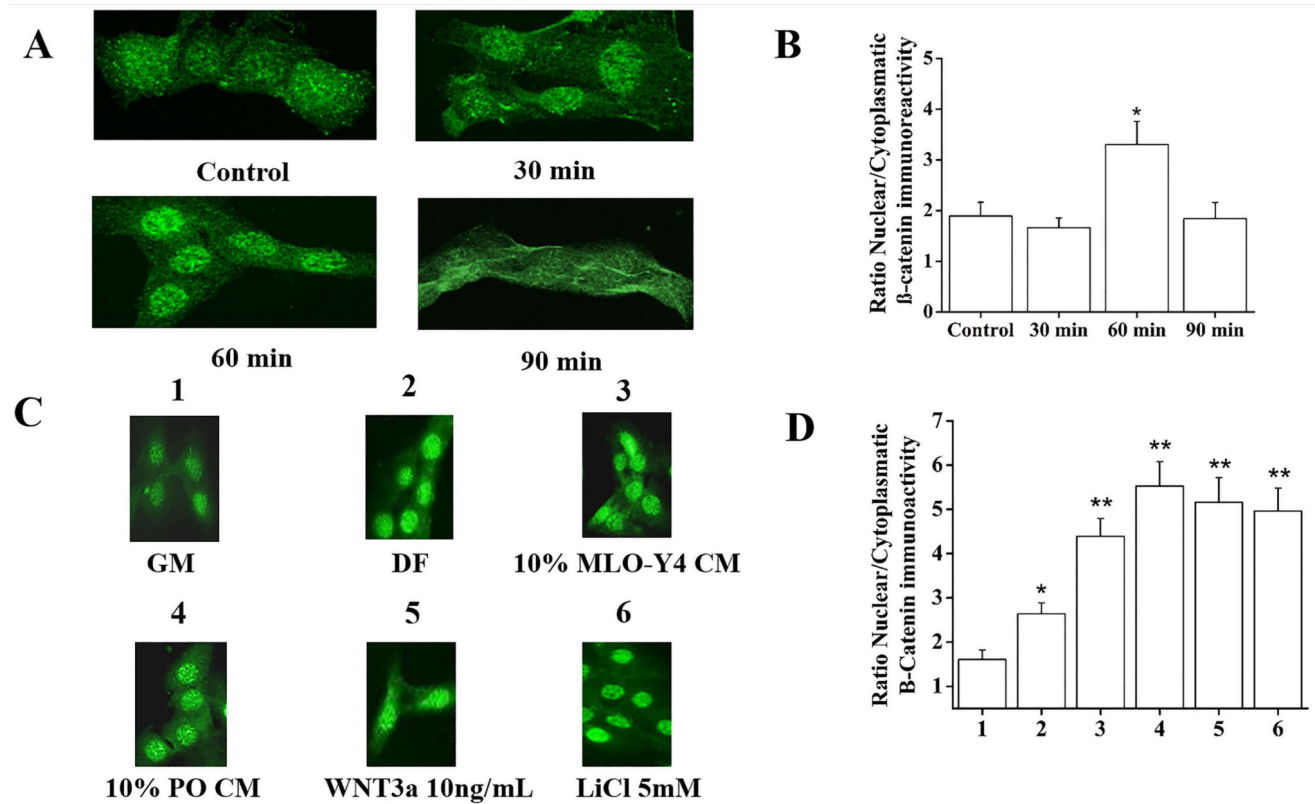 A
Control
30 min
60 min
90 min
B
Ratio Nuclear/Cytoplasmatic
ß-catenin immunoreactivity
5
4
3
2
1
0
*
Control
30 min
60 min
90 min
C
1
2
3
GM
DF
10% MLO-Y4 CM
4
5
6
10% PO CM
WNT3a 10ng/mL
LiCl 5mM
D
Ratio Nuclear/Cytoplasmatic
B-Catenin immunoactivity
7
6
5
4
3
2
1
*
**
**
**
**
1
2
3
4
5
6